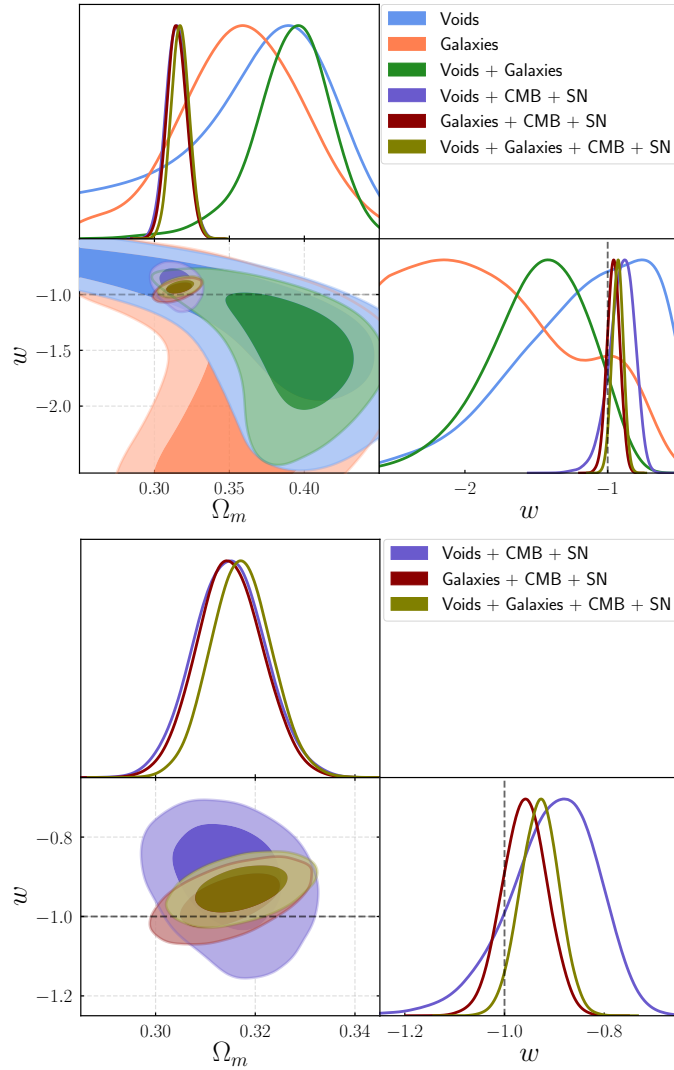 Voids
Galaxies
Voids + Galaxies
Voids + CMB + SN
Galaxies + CMB + SN
Voids + Galaxies + CMB + SN
−1.0
−1.5
−2.0
w
0.30 0.35 0.40
Ωm
−2 −1
w
Voids + CMB + SN
Galaxies + CMB + SN
Voids + Galaxies + CMB + SN
−0.8
−1.0
−1.2
w
0.30 0.32 0.34
Ωm
−1.2 −1.0 −0.8
w